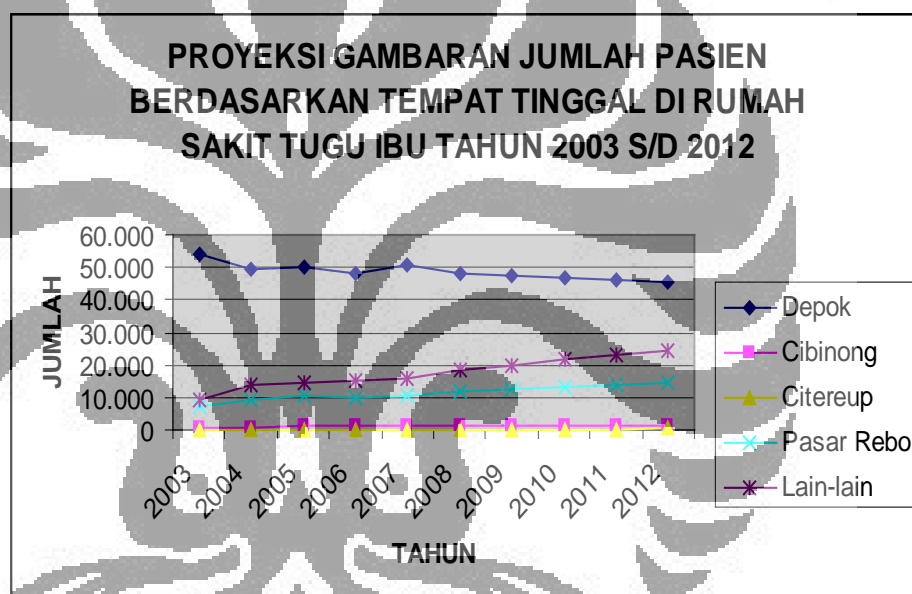 PROYEKSI GAMBARAN JUMLAH PASIEN
BERDASARKAN TEMPAT TINGGAL DI RUMAH
SAKIT TUGU IBU TAHUN 2003 S/D 2012
60.000
50.000
40.000
30.000
20.000
10.000
0
JUMLAH
2003
2004
2005
2006
2007
2008
2009
2010
2011
2012
TAHUN
Depok
Cibinong
Citereup
Pasar Rebo
Lain-lain